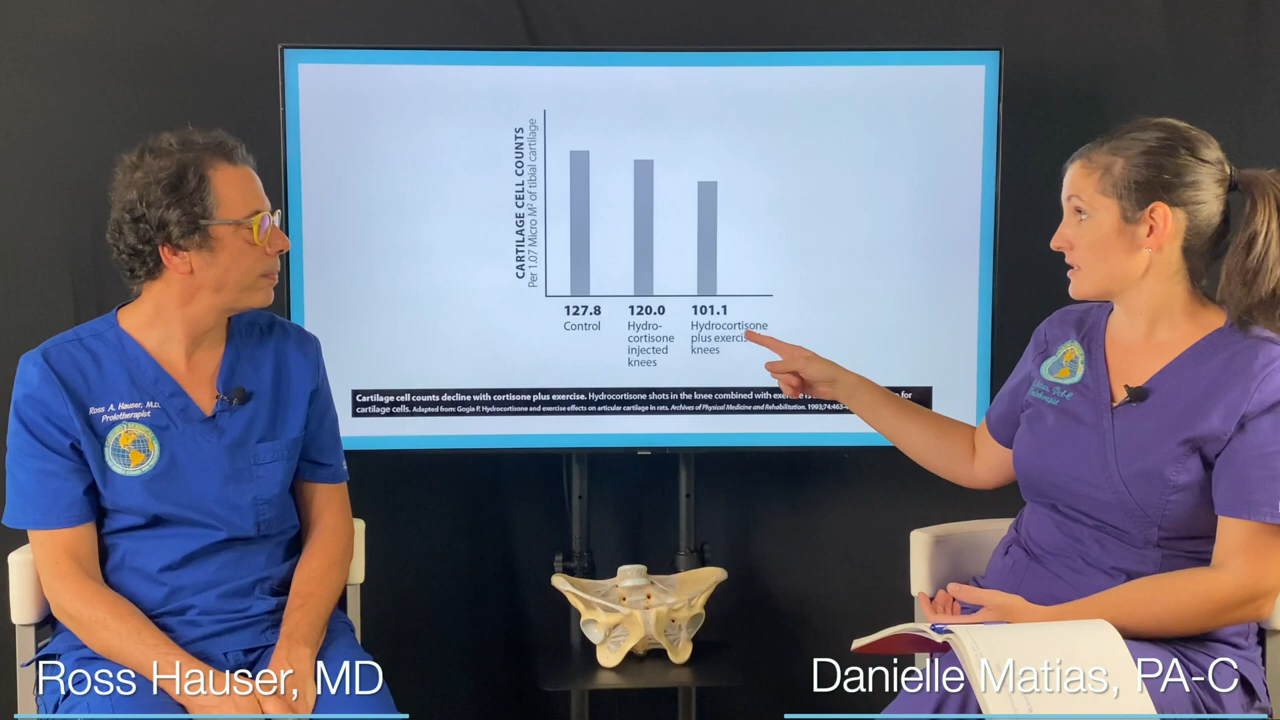 CARTILAGE CELL COUNTS
Per 1.07 Micro M² of tibial cartilage
127.8
Control
120.0
Hydro-
cortisone
injected
knees
101.1
Hydrocortisone
plus
knees
Cartilage cell counts decline with cortisone plus exercise. Hydrocortisone shots in the knee combined with for
cartilage cells. Adapted from: Gogia P. Hydrocortisone and exercise effects on articular cartilage in rats. Archives of Physical Medicine and Rehabilitation. 1993;74:463-
Ross A. Hauser, M.D.
Prolotherapist
Ross Hauser, MD
Danielle Matias, PA-C